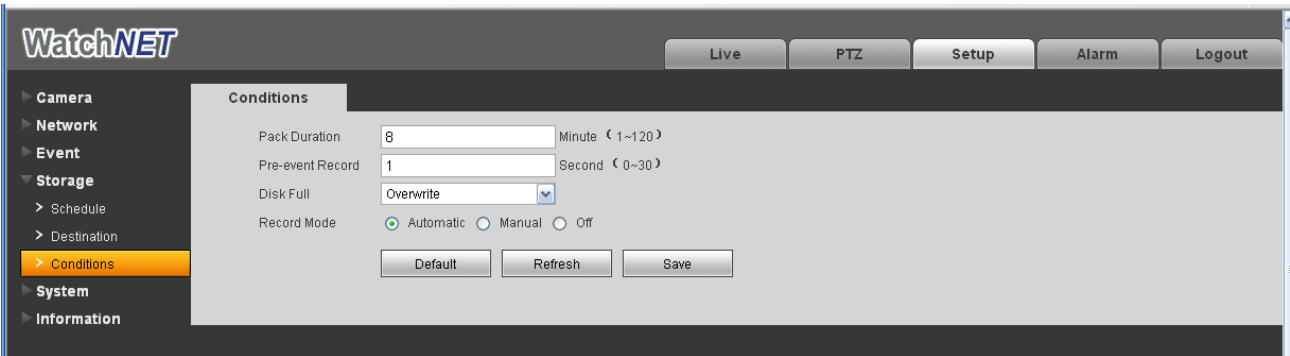 WatchNET
Live PTZ Setup Alarm Logout
Camera
Network
Event
Storage
> Schedule
> Destination
> Conditions
System
Information
Conditions
Pack Duration 8 Minute (1~120)
Pre-event Record 1 Second (0~30)
Disk Full Overwrite
Record Mode Automatic Manual Off
Default Refresh Save